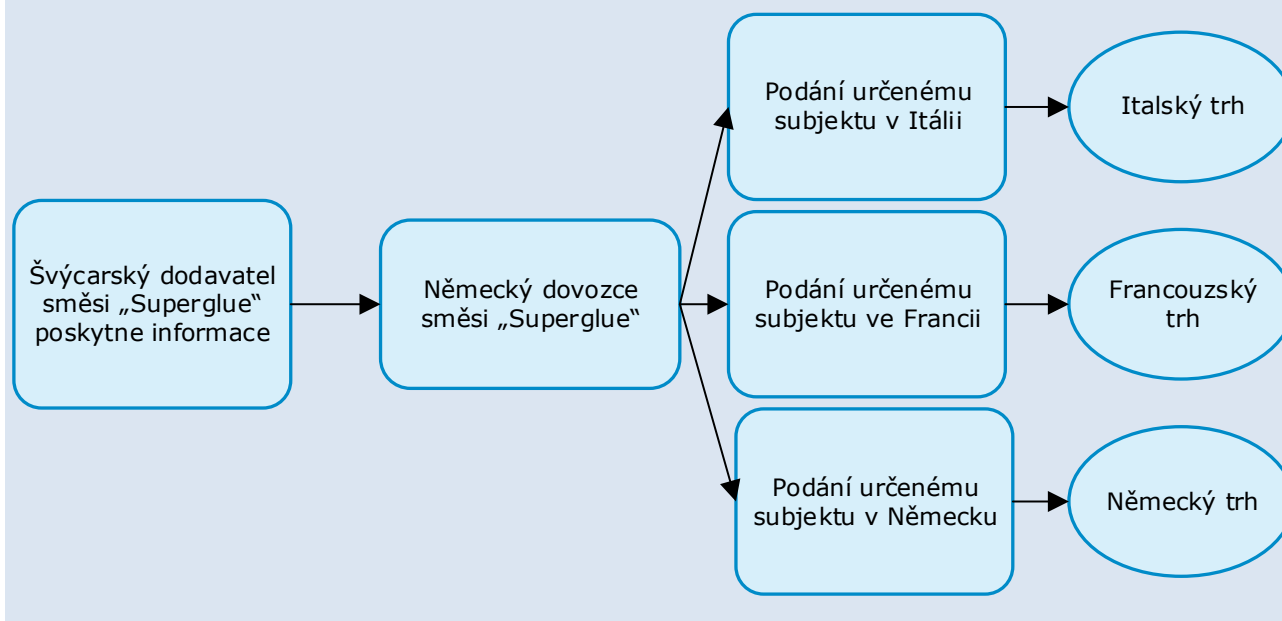 Švýcarský dodavatel
směsi „Superglue“
poskytne informace
Německý dovozce
směsi „Superglue“
Podání určenému
subjektu v Itálii
Italský trh
Podání určenému
subjektu ve Francii
Francouzský
trh
Podání určenému
subjektu v Německu
Německý trh